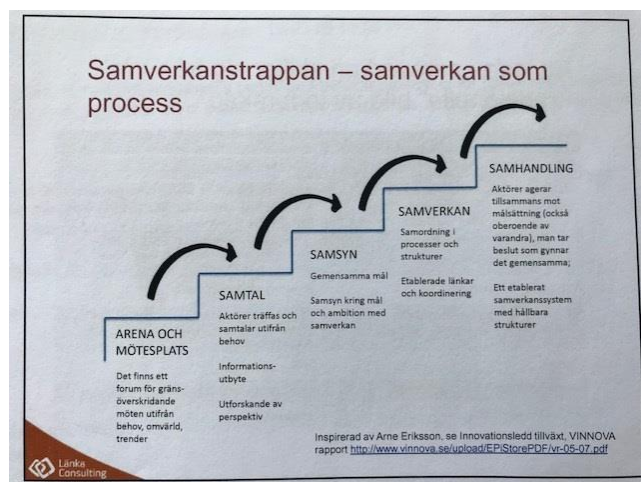 Samverkanstrappan – samverkan som
process
ARENA OCH
MÖTESPLATS
Det finns ett
forum för gräns-
överskridande
möten utifrån
behov, omvärld,
trender
SAMTAL
Aktörer träffas och
samtalar utifrån
behov
Informations-
utbyte
Utforskande av
perspektiv
SAMSYN
Gemensamma mål
Samsyn kring mål
och ambition med
samverkan
SAMVERKAN
Samordning i
processer och
strukturer
Etablerade länkar
och koordinering
SAMHANDLING
Aktörer agerar
tillsammans mot
målsättning (också
oberoende av
varandra), man tar
beslut som gynnar
det gemensamma;
Ett etablerat
samverkanssystem
med hållbara
strukturer
Inspirerad av Arne Eriksson, se Innovationsledd tillväxt, VINNOVA
rapport http://www.vinnova.se/upload/EPiStorePDF/vr-05-07.pdf
Länka
Consulting